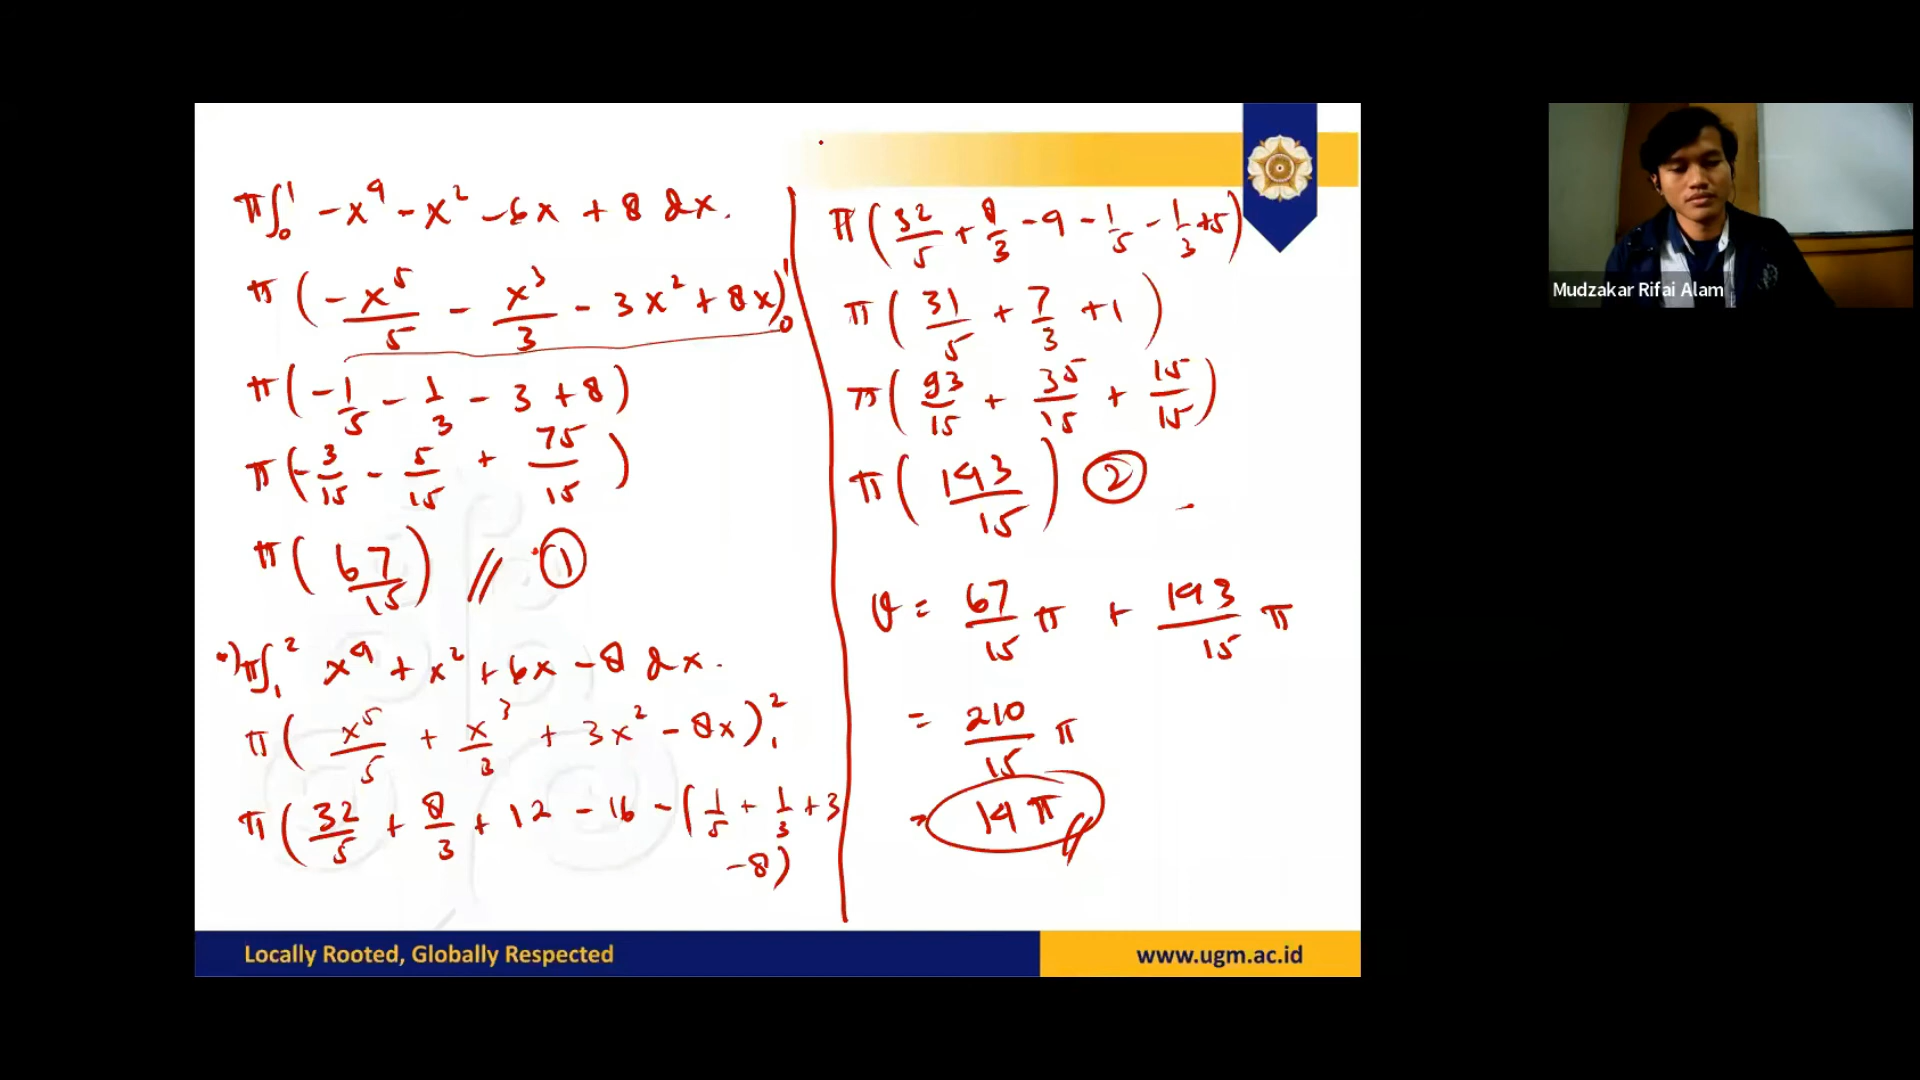 π∫₀¹ -x⁴ - x² - 6x + 8 dx.
π(-x⁵/5 - x³/3 - 3x² + 8x)₀¹
π(-1/5 - 1/3 - 3 + 8)
π(-3/15 - 5/15 + 75/15)
π(67/15) // ①
•) π∫₁² x⁴ + x² + 6x - 8 dx.
π(x⁵/5 + x³/3 + 3x² - 8x)₁²
π(32/5 + 8/3 + 12 - 16 - (1/5 + 1/3 + 3
-8)
π(32/5 + 8/3 - 4 - 1/5 - 1/3 + 5)
π(31/5 + 7/3 + 1)
π(93/15 + 35/15 + 15/15)
π(143/15) ②
V = 67/15 π + 143/15 π
= 210/15 π
= 14 π //
Locally Rooted, Globally Respected
www.ugm.ac.id
Mudzakar Rifai Alam